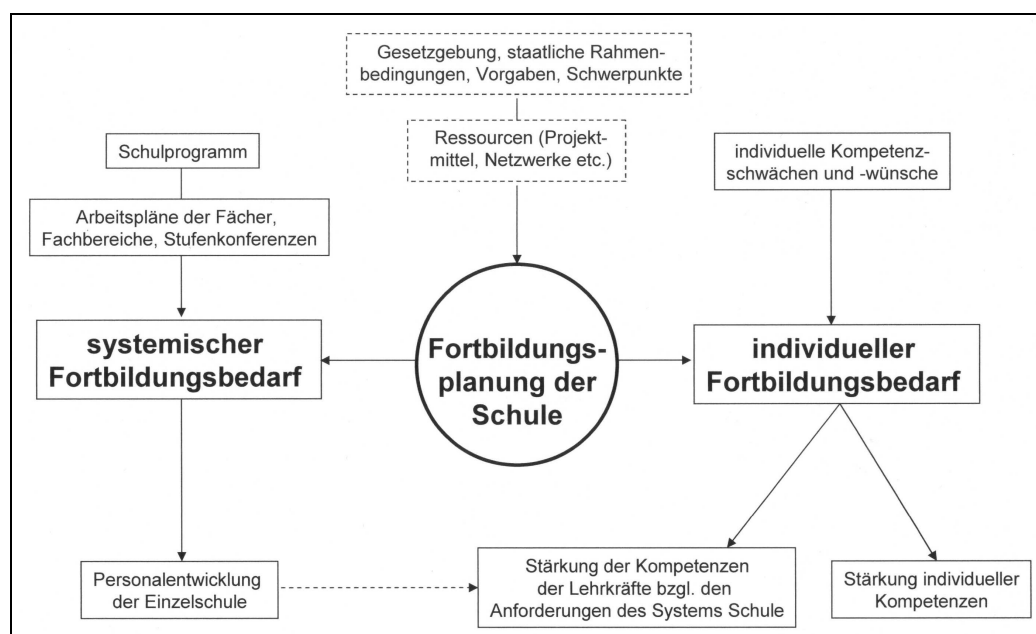 Gesetzgebung, staatliche Rahmen-
bedingungen, Vorgaben, Schwerpunkte
Ressourcen (Projekt-
mittel, Netzwerke etc.)
Schulprogramm
individuelle Kompetenz-
schwächen und -wünsche
Arbeitspläne der Fächer,
Fachbereiche, Stufenkonferenzen
systemischer
Fortbildungsbedarf
Fortbildungs-
planung der
Schule
individueller
Fortbildungsbedarf
Personalentwicklung
der Einzelschule
Stärkung der Kompetenzen
der Lehrkräfte bzgl. den
Anforderungen des Systems Schule
Stärkung individueller
Kompetenzen